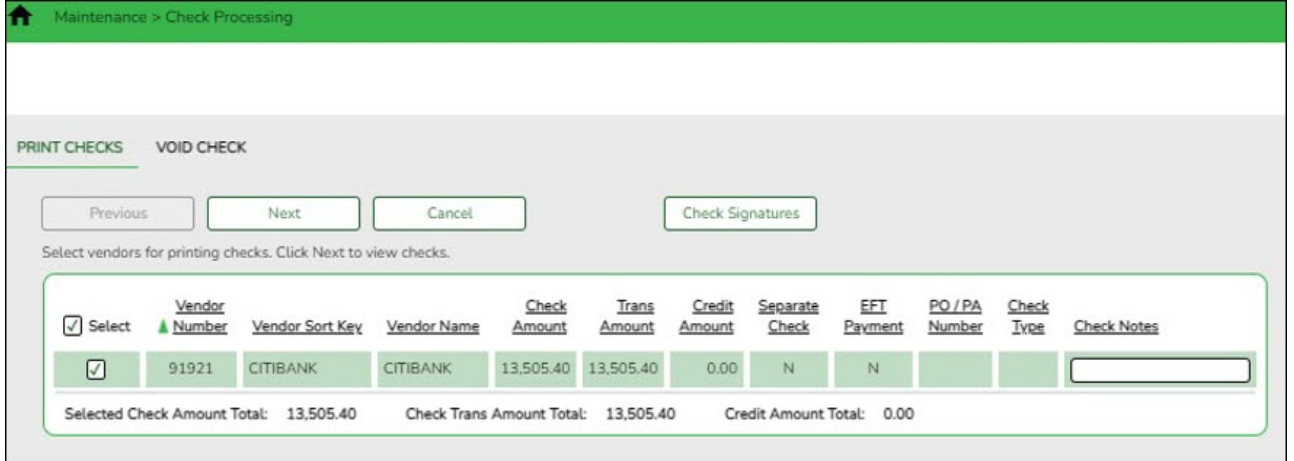 Maintenance > Check Processing
PRINT CHECKS VOID CHECK
Previous Next Cancel Check Signatures
Select vendors for printing checks. Click Next to view checks.
Select Vendor Number Vendor Sort Key Vendor Name Check Amount Trans Amount Credit Amount Separate Check EFT Payment PO / PA Number Check Type Check Notes
91921 CITIBANK CITIBANK 13,505.40 13,505.40 0.00 N N
Selected Check Amount Total: 13,505.40 Check Trans Amount Total: 13,505.40 Credit Amount Total: 0.00